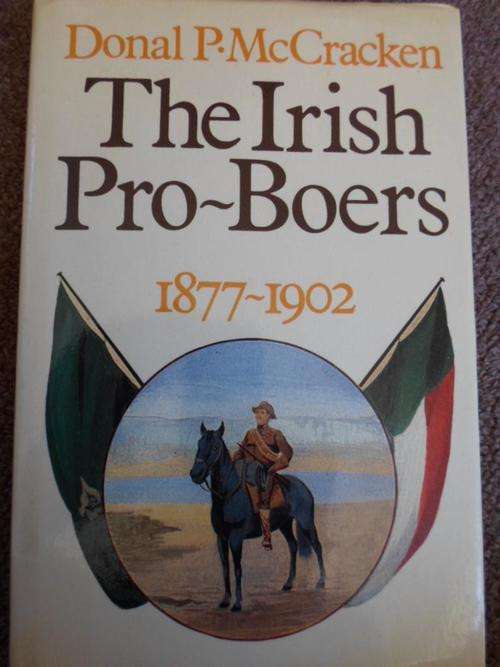 Donal P. McCracken
The Irish
Pro~Boers
1877~1902